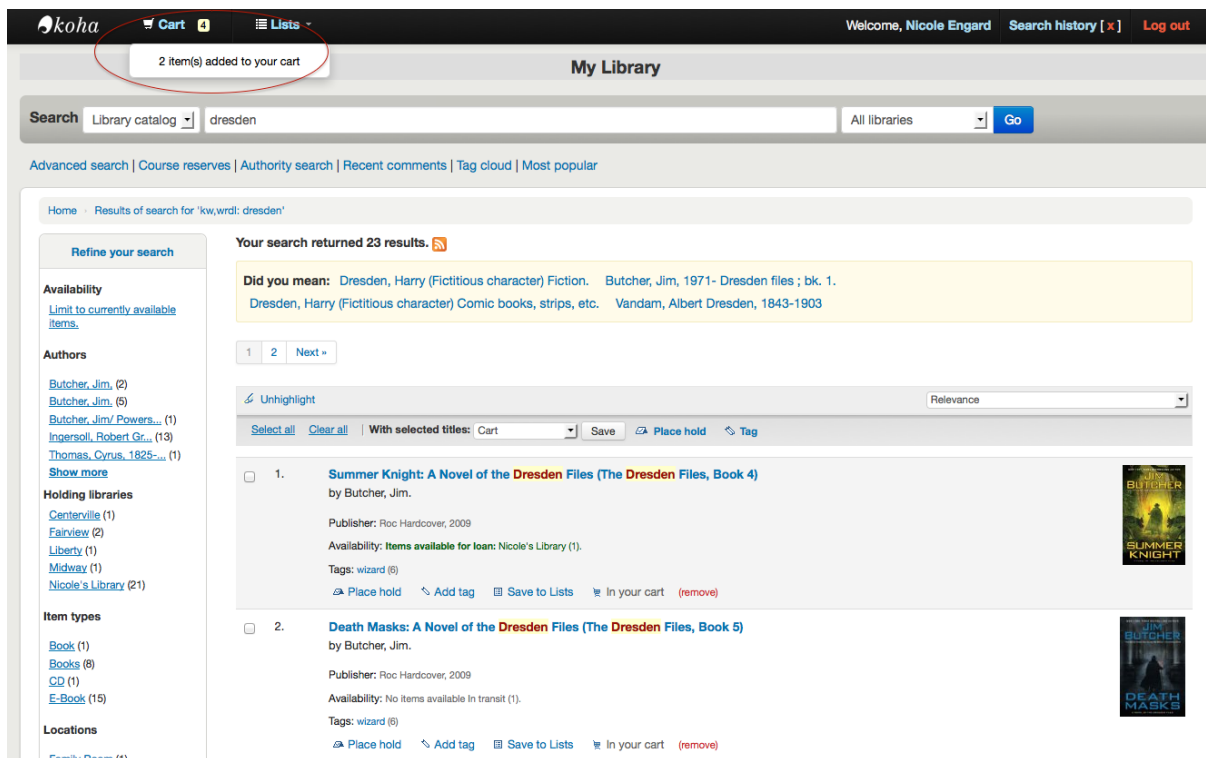 koha Cart 4 Lists Welcome, Nicole Engard Search history [ x ] Log out
2 item(s) added to your cart
My Library
Search Library catalog dresden All libraries Go
Advanced search | Course reserves | Authority search | Recent comments | Tag cloud | Most popular
Home › Results of search for 'kw,wrdl: dresden'
Refine your search
Availability
Limit to currently available
items.
Authors
Butcher, Jim, (2)
Butcher, Jim. (5)
Butcher, Jim/ Powers... (1)
Ingersoll, Robert Gr... (13)
Thomas, Cyrus, 1825-... (1)
Show more
Holding libraries
Centerville (1)
Fairview (2)
Liberty (1)
Midway (1)
Nicole's Library (21)
Item types
Book (1)
Books (8)
CD (1)
E-Book (15)
Locations
Family Room (1)
Your search returned 23 results.
Did you mean: Dresden, Harry (Fictitious character) Fiction. Butcher, Jim, 1971- Dresden files ; bk. 1.
Dresden, Harry (Fictitious character) Comic books, strips, etc. Vandam, Albert Dresden, 1843-1903
1 2 Next »
Unhighlight Relevance
Select all Clear all | With selected titles: Cart Save Place hold Tag
1. Summer Knight: A Novel of the Dresden Files (The Dresden Files, Book 4)
by Butcher, Jim.
Publisher: Roc Hardcover, 2009
Availability: Items available for loan: Nicole's Library (1).
Tags: wizard (6)
Place hold Add tag Save to Lists In your cart (remove)
JIM
BUTCHER
SUMMER
KNIGHT
2. Death Masks: A Novel of the Dresden Files (The Dresden Files, Book 5)
by Butcher, Jim.
Publisher: Roc Hardcover, 2009
Availability: No items available In transit (1).
Tags: wizard (6)
Place hold Add tag Save to Lists In your cart (remove)
JIM
BUTCHER
DEATH
MASKS